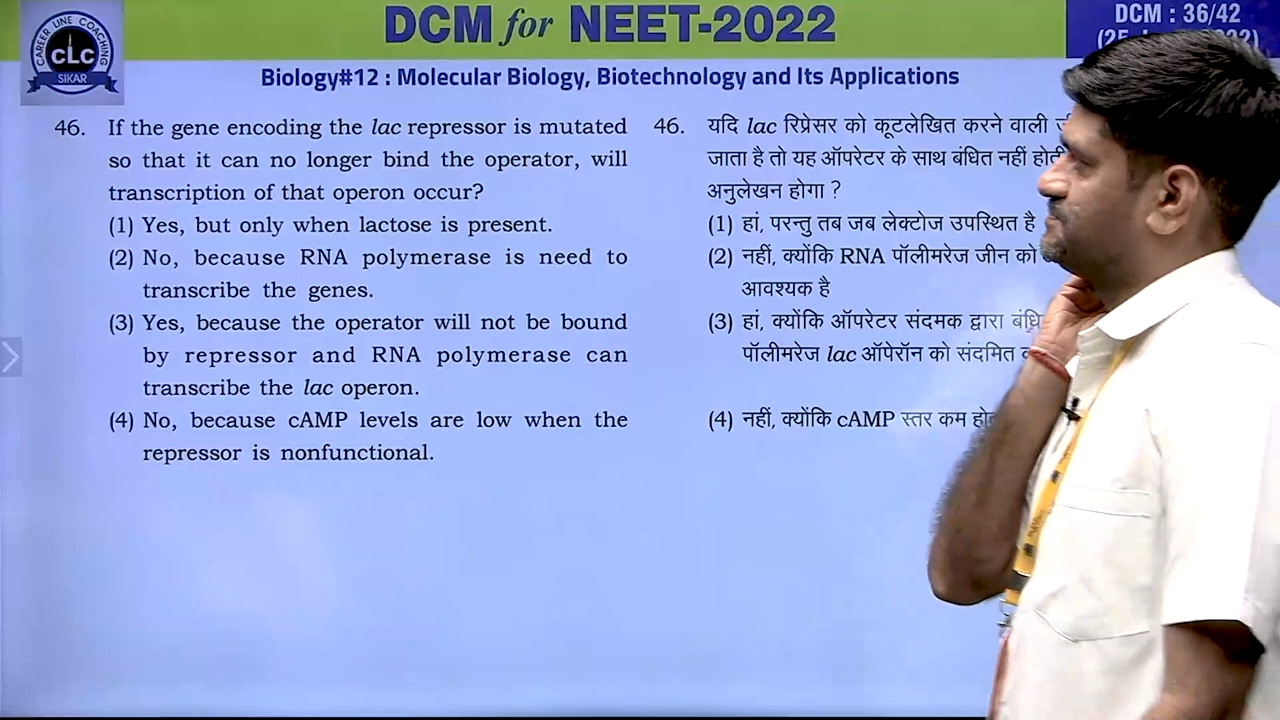 DCM for NEET-2022
DCM : 36/42
CAREER LINE COACHING
CLC
SIKAR
Biology#12 : Molecular Biology, Biotechnology and Its Applications
46. If the gene encoding the lac repressor is mutated
so that it can no longer bind the operator, will
transcription of that operon occur?
(1) Yes, but only when lactose is present.
(2) No, because RNA polymerase is need to
transcribe the genes.
(3) Yes, because the operator will not be bound
by repressor and RNA polymerase can
transcribe the lac operon.
(4) No, because cAMP levels are low when the
repressor is nonfunctional.
46. यदि lac रिप्रेसर को कूटलेखित करने वाली
जाता है तो यह ऑपरेटर के साथ बंधित नहीं
अनुलेखन होगा ?
(1) हां, परन्तु तब जब लेक्टोज उपस्थित है
(2) नहीं, क्योंकि RNA पॉलीमरेज जीन को
आवश्यक है
(3) हां, क्योंकि ऑपरेटर संदमक द्वारा
पॉलीमरेज lac ऑपेरॉन को संदमित
(4) नहीं, क्योंकि cAMP स्तर कम